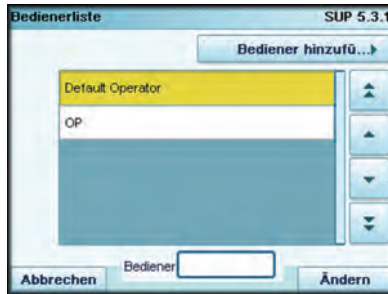 Bedienerliste SUP 5.3.1
Bediener hinzufü...
Default Operator
OP
Bediener
Abbrechen Ändern